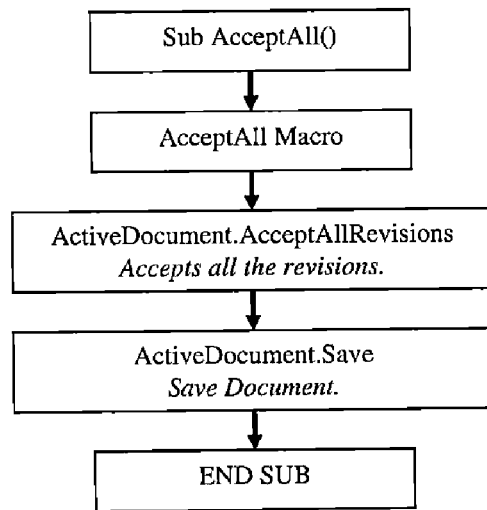 Sub AcceptAll()
AcceptAll Macro
ActiveDocument.AcceptAllRevisions
Accepts all the revisions.
ActiveDocument.Save
Save Document.
END SUB